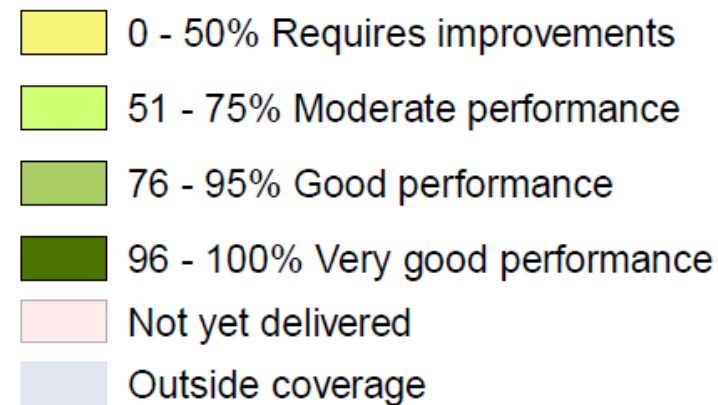 0 - 50% Requires improvements
51 - 75% Moderate performance
76 - 95% Good performance
96 - 100% Very good performance
Not yet delivered
Outside coverage